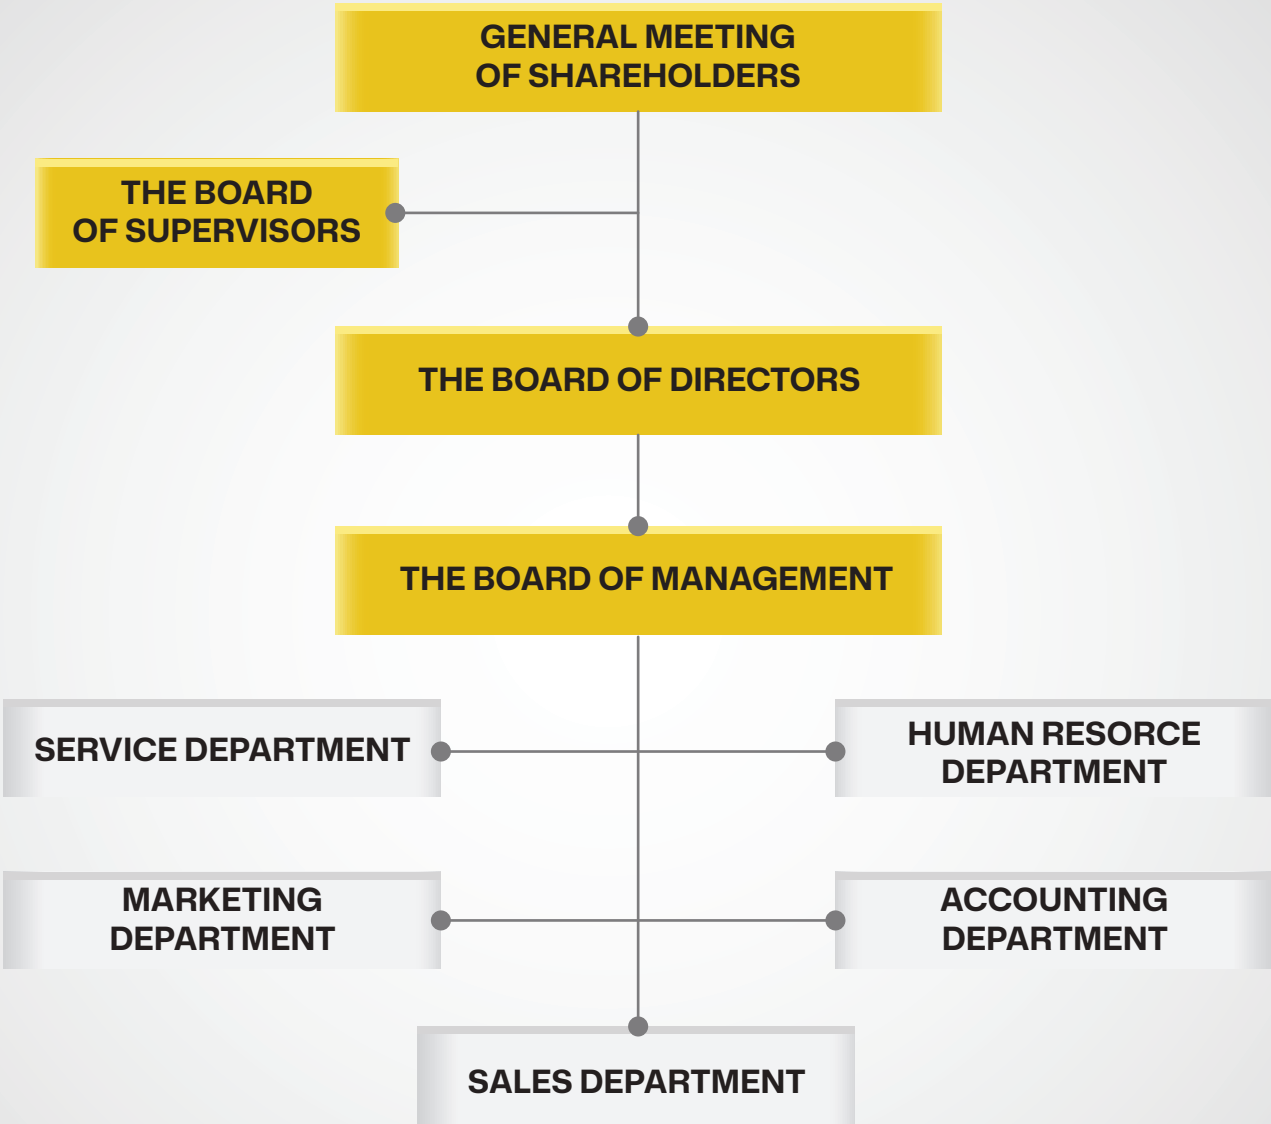 GENERAL MEETING
OF SHAREHOLDERS
THE BOARD
OF SUPERVISORS
THE BOARD OF DIRECTORS
THE BOARD OF MANAGEMENT
SERVICE DEPARTMENT
HUMAN RESORCE
DEPARTMENT
MARKETING
DEPARTMENT
ACCOUNTING
DEPARTMENT
SALES DEPARTMENT